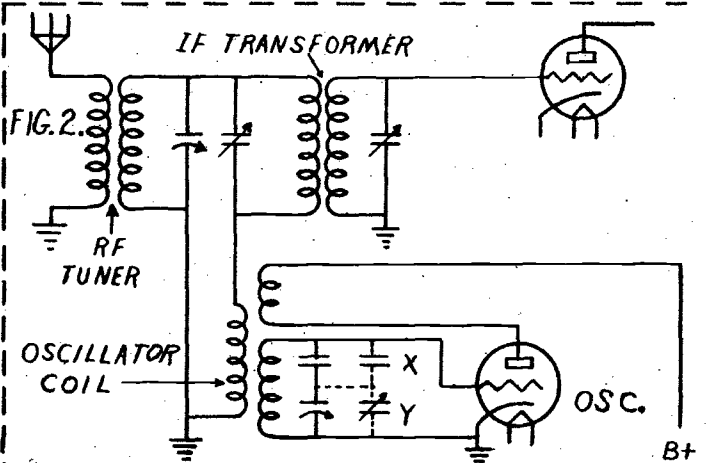 IF TRANSFORMER
FIG.2.
RF
TUNER
OSCILLATOR
COIL
X
Y
OSC.
B+